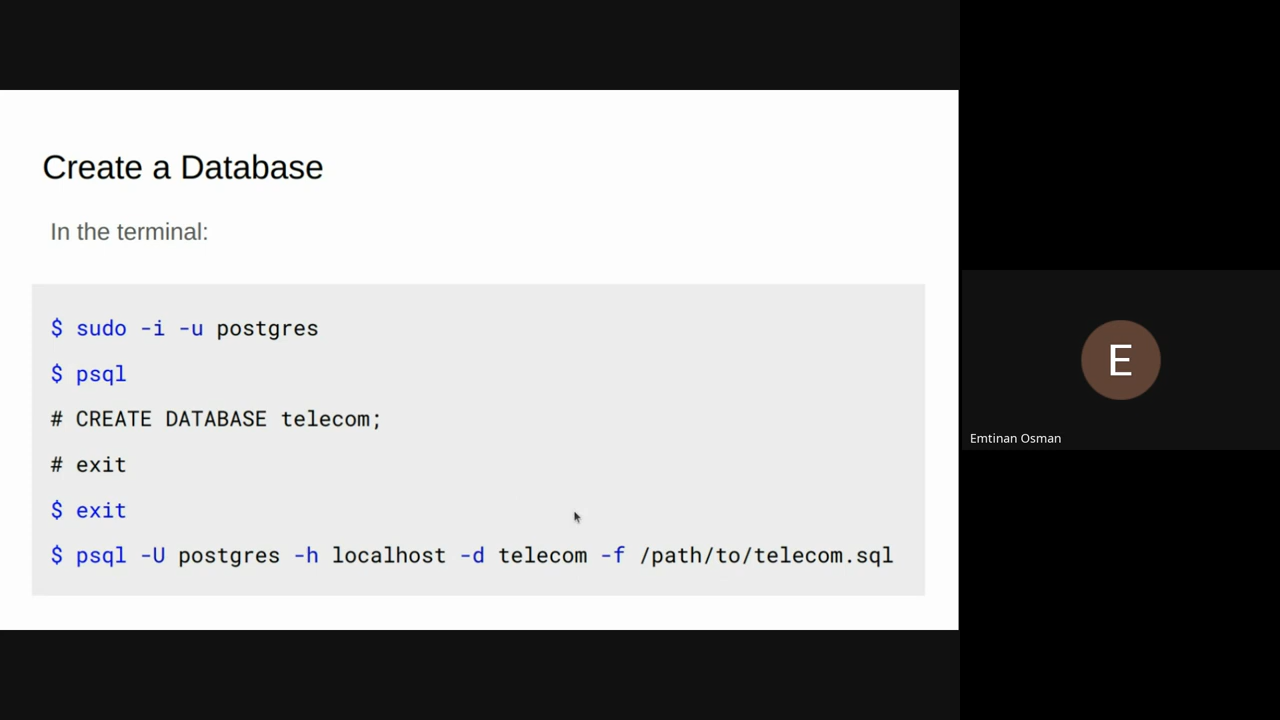 Create a Database
In the terminal:
$ sudo -i -u postgres
$ psql
# CREATE DATABASE telecom;
# exit
$ exit
$ psql -U postgres -h localhost -d telecom -f /path/to/telecom.sql
E
Emtinan Osman